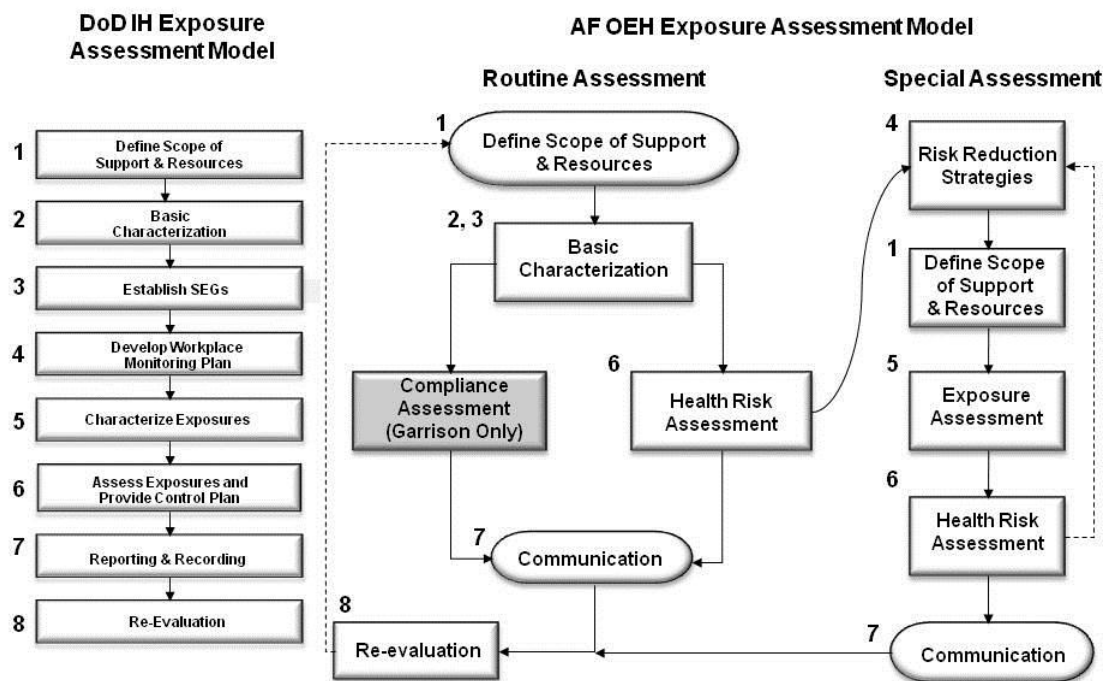 DoD IH Exposure
Assessment Model
1
Define Scope of
Support & Resources
2
Basic
Characterization
3
Establish SEGs
4
Develop Workplace
Monitoring Plan
5
Characterize Exposures
6
Assess Exposures and
Provide Control Plan
7
Reporting & Recording
8
Re-Evaluation
AF OEH Exposure Assessment Model
Routine Assessment
1
Define Scope of Support
& Resources
2, 3
Basic
Characterization
Compliance
Assessment
(Garrison Only)
6
Health Risk
Assessment
7
Communication
8
Re-evaluation
Special Assessment
4
Risk Reduction
Strategies
1
Define Scope
of Support
& Resources
5
Exposure
Assessment
6
Health Risk
Assessment
7
Communication